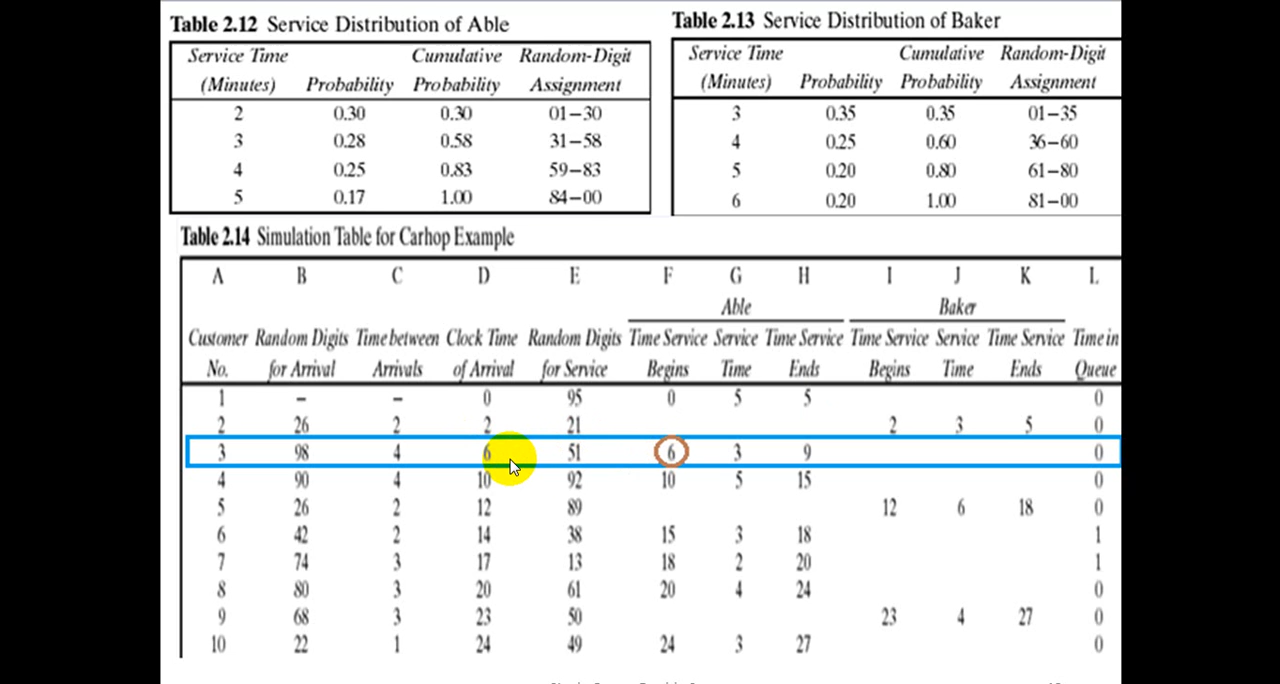 Table 2.12 Service Distribution of Able
Service Time Cumulative Random-Digit
(Minutes) Probability Probability Assignment
2 0.30 0.30 01–30
3 0.28 0.58 31–58
4 0.25 0.83 59–83
5 0.17 1.00 84–00
Table 2.13 Service Distribution of Baker
Service Time Cumulative Random-Digit
(Minutes) Probability Probability Assignment
3 0.35 0.35 01–35
4 0.25 0.60 36–60
5 0.20 0.80 61–80
6 0.20 1.00 81–00
Table 2.14 Simulation Table for Carhop Example
A B C D E F G H I J K L
Able Baker
Customer Random Digits Time between Clock Time Random Digits Time Service Service Time Service Time Service Service Time Service Time in
No. for Arrival Arrivals of Arrival for Service Begins Time Ends Begins Time Ends Queue
1 – – 0 95 0 5 5 0
2 26 2 2 21 2 3 5 0
3 98 4 6 51 6 3 9 0
4 90 4 10 92 10 5 15 0
5 26 2 12 89 12 6 18 0
6 42 2 14 38 15 3 18 1
7 74 3 17 13 18 2 20 1
8 80 3 20 61 20 4 24 0
9 68 3 23 50 23 4 27 0
10 22 1 24 49 24 3 27 0